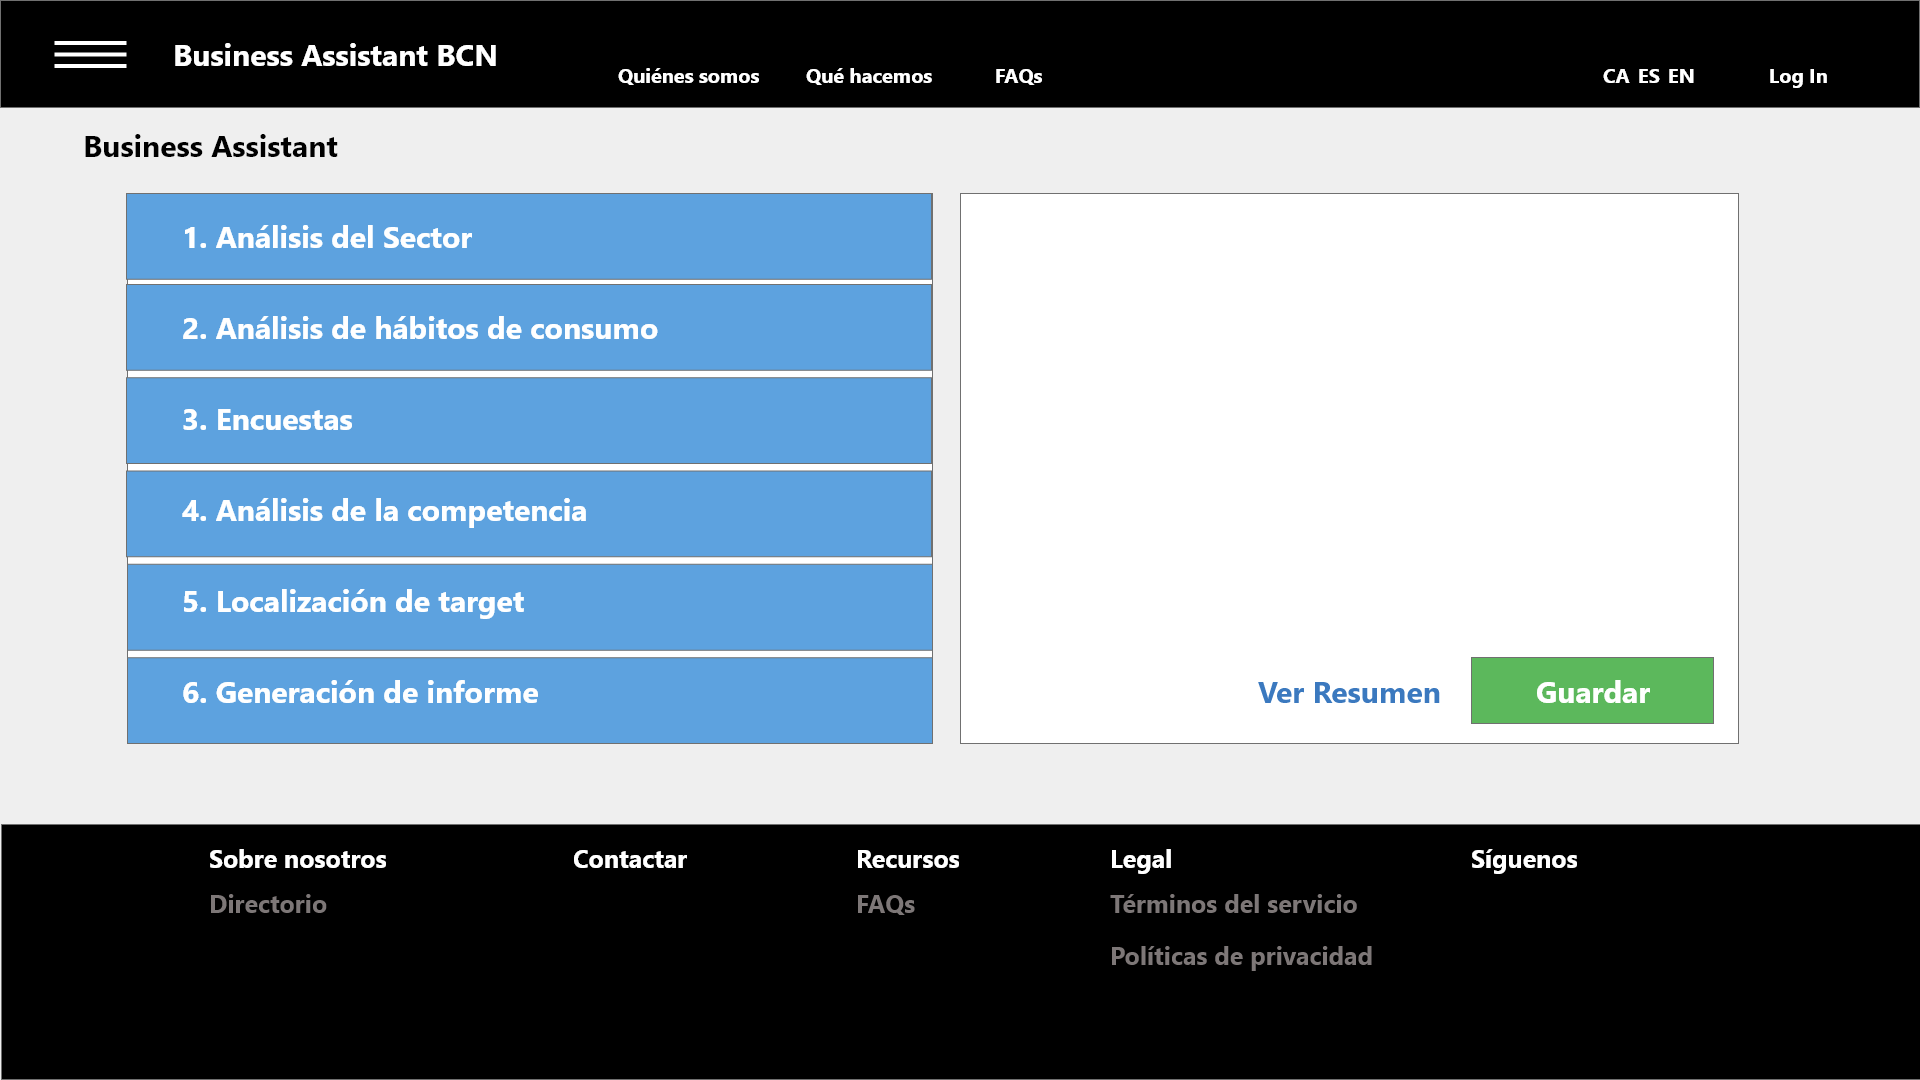 Business Assistant BCN
Quiénes somos
Qué hacemos
FAQs
CA ES EN
Log In
Business Assistant
1. Análisis del Sector
2. Análisis de hábitos de consumo
3. Encuestas
4. Análisis de la competencia
5. Localización de target
6. Generación de informe
Ver Resumen
Guardar
Sobre nosotros
Directorio
Contactar
Recursos
FAQs
Legal
Términos del servicio
Políticas de privacidad
Síguenos